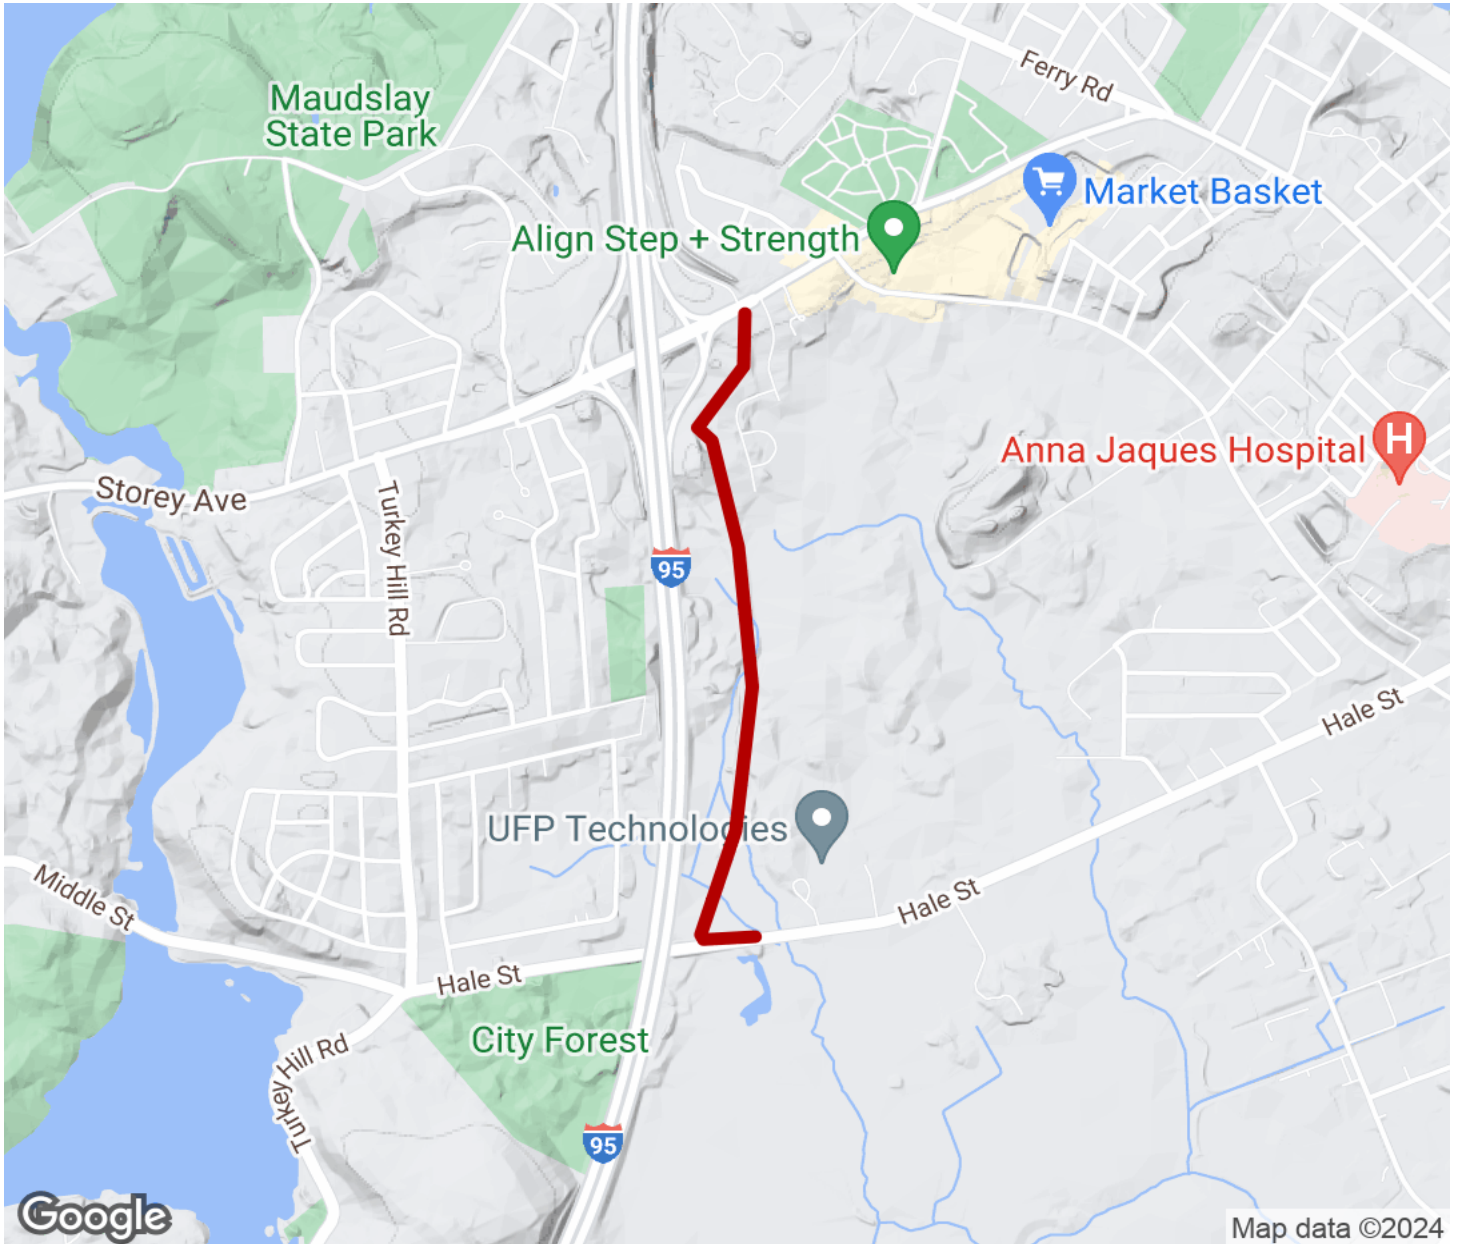 Ferry Rd
Maudslay
State Park
Market Basket
Align Step + Strength
Anna Jaques Hospital
H
Storey Ave
Turkey Hill Rd
95
Hale St
UFP Technologies
Middle St
Hale St
Hale St
City Forest
Turkey Hill Rd
95
Google
Map data ©2024